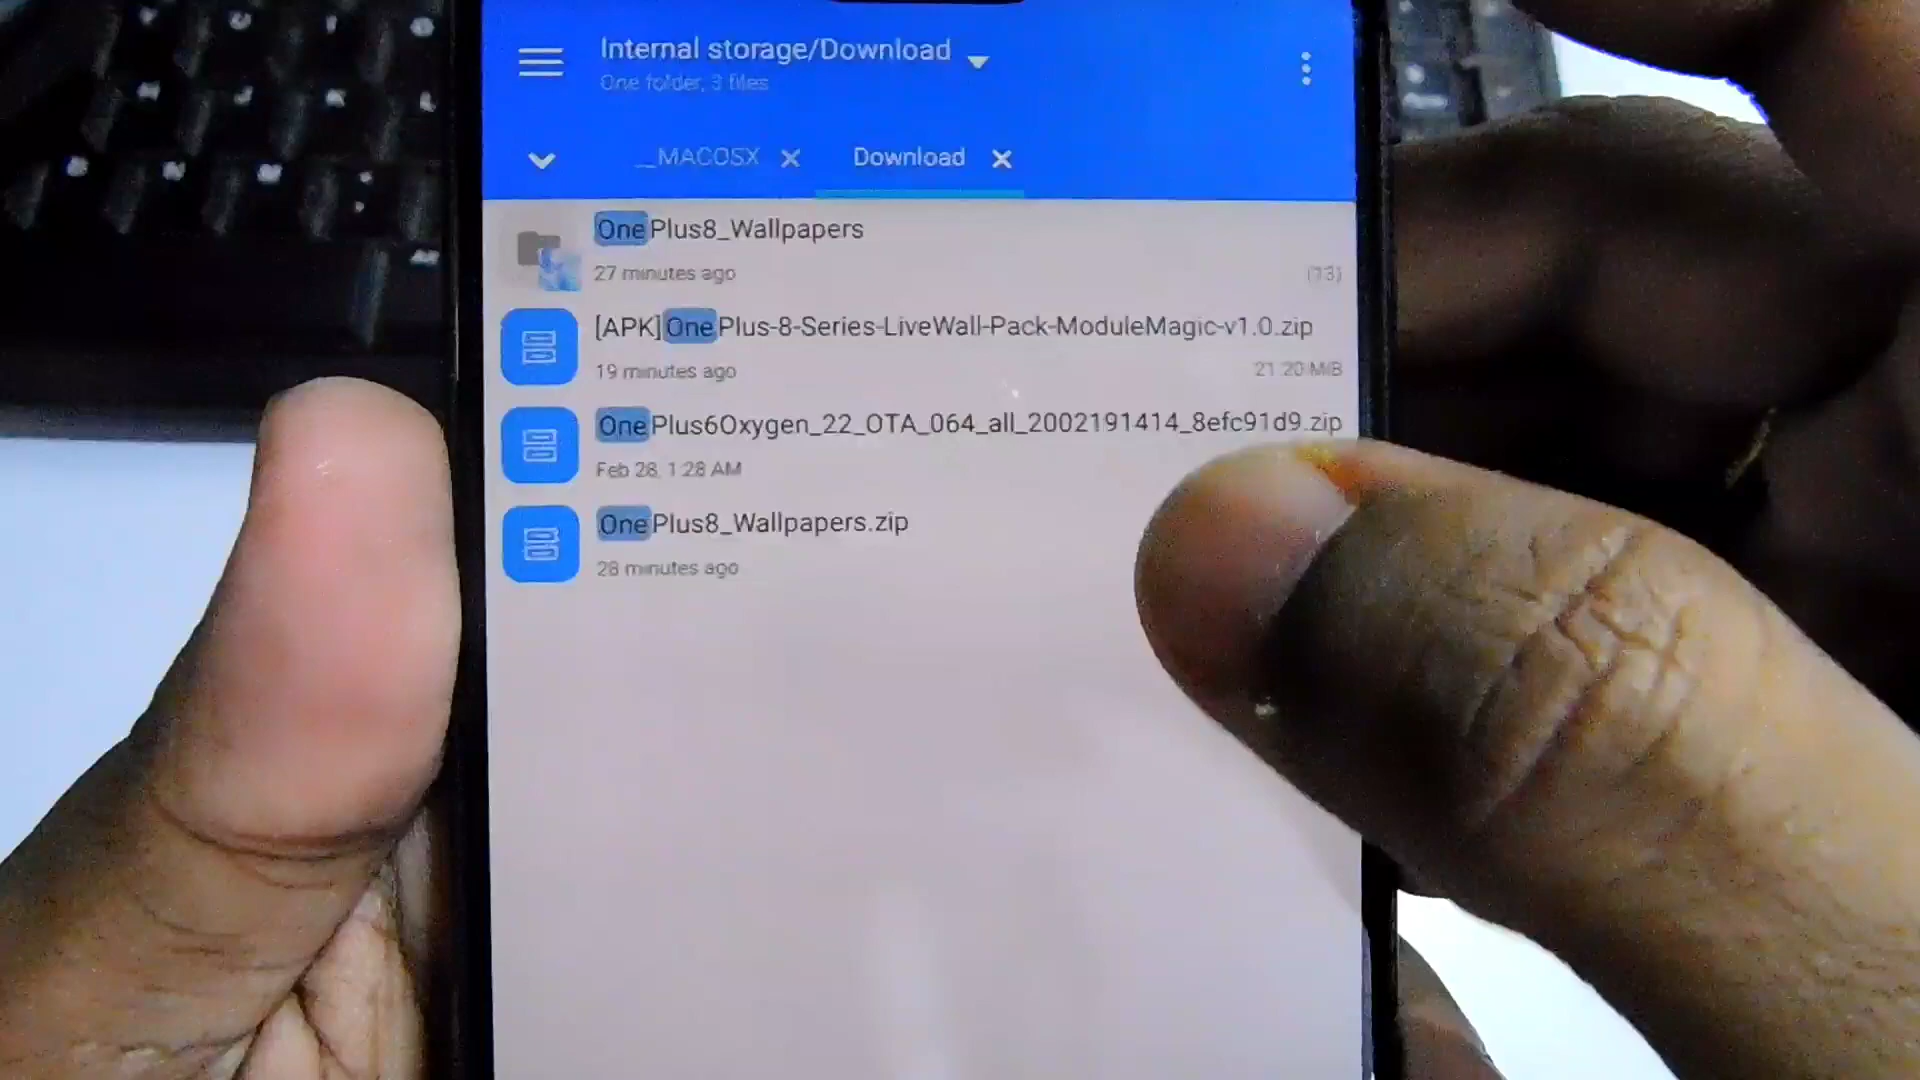 Internal storage/Download
One folder, 3 files
__MACOSX
Download
OnePlus8_Wallpapers
27 minutes ago
(13)
[APK]OnePlus-8-Series-LiveWall-Pack-ModuleMagic-v1.0.zip
19 minutes ago
21.20 MiB
OnePlus6Oxygen_22_OTA_064_all_2002191414_8efc91d9.zip
Feb 28, 1:28 AM
OnePlus8_Wallpapers.zip
28 minutes ago